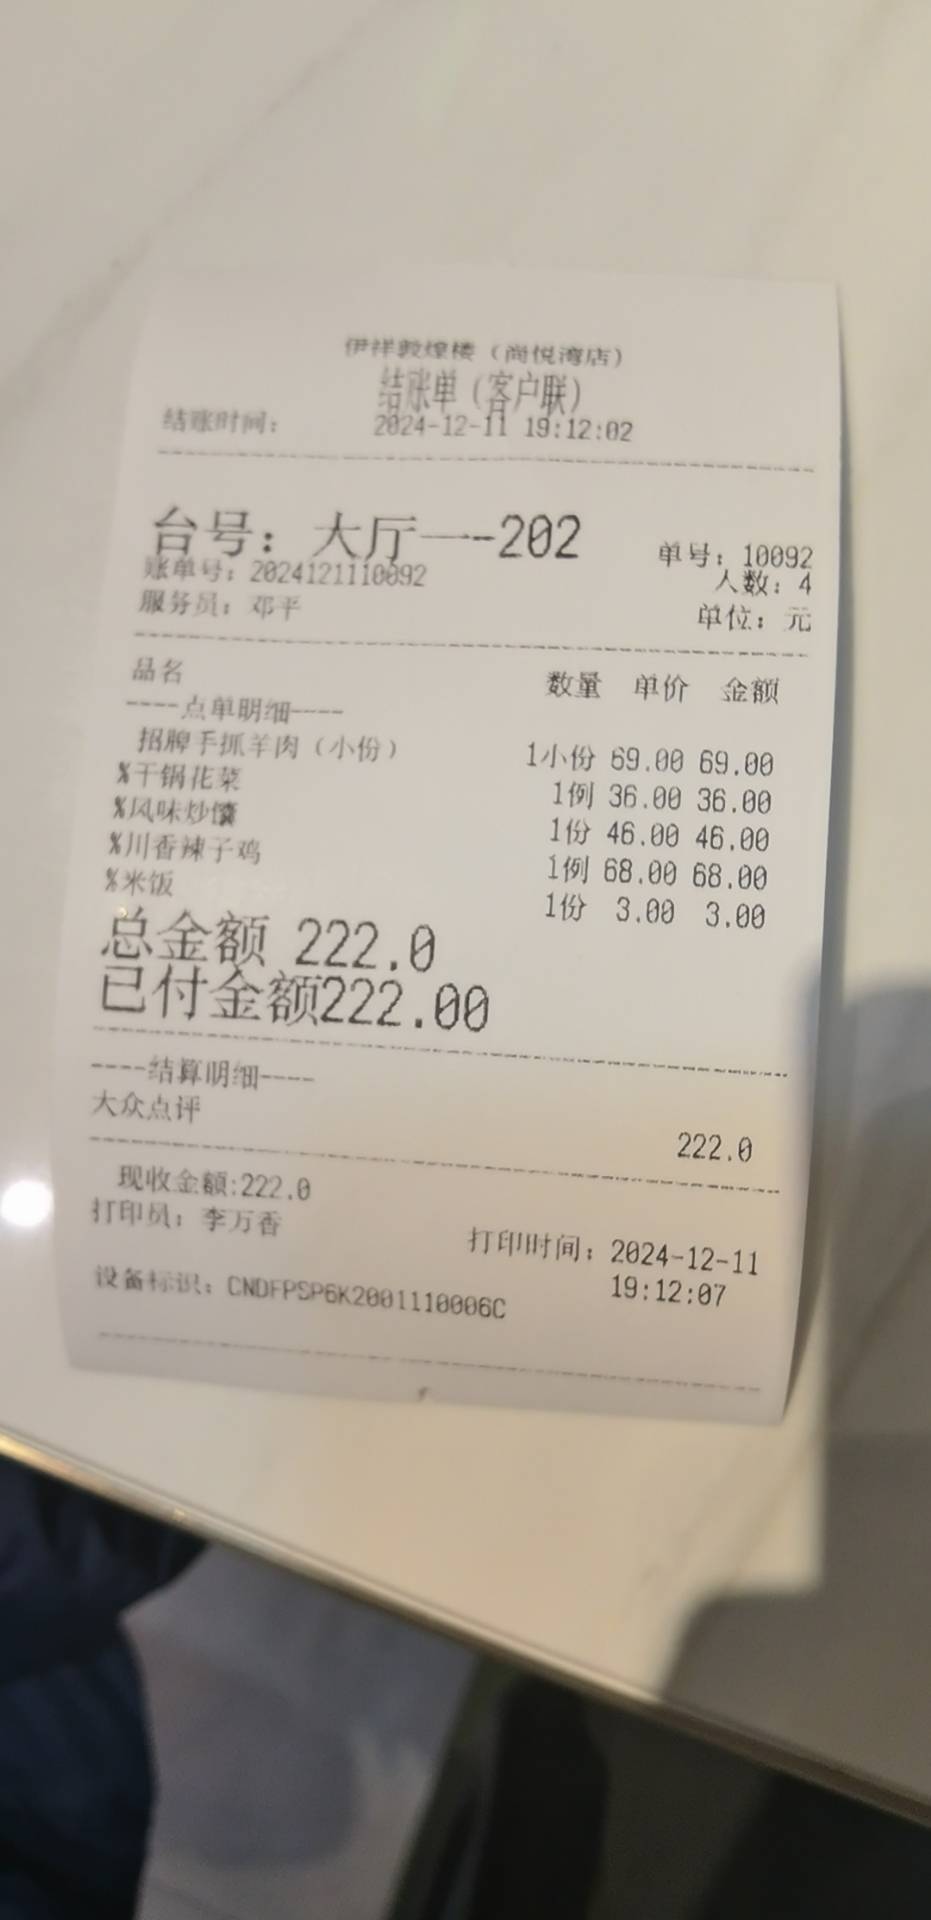 伊祥敦煌楼（尚悦湾店）
结账单（客户联）
结账时间： 2024-12-11 19:12:02
台号：大厅一-202 单号：10092
账单号：2024121110092 人数：4
服务员：邓平 单位：元
品名 数量 单价 金额
----点单明细----
招牌手抓羊肉（小份） 1小份 69.00 69.00
%干锅花菜 1例 36.00 36.00
%风味炒馕 1份 46.00 46.00
%川香辣子鸡 1例 68.00 68.00
%米饭 1份 3.00 3.00
总金额 222.0
已付金额222.00
----结算明细----
大众点评 222.0
现收金额:222.0
打印员：李万香 打印时间：2024-12-11
19:12:07
设备标识：CNDFPSP6K2001110006C